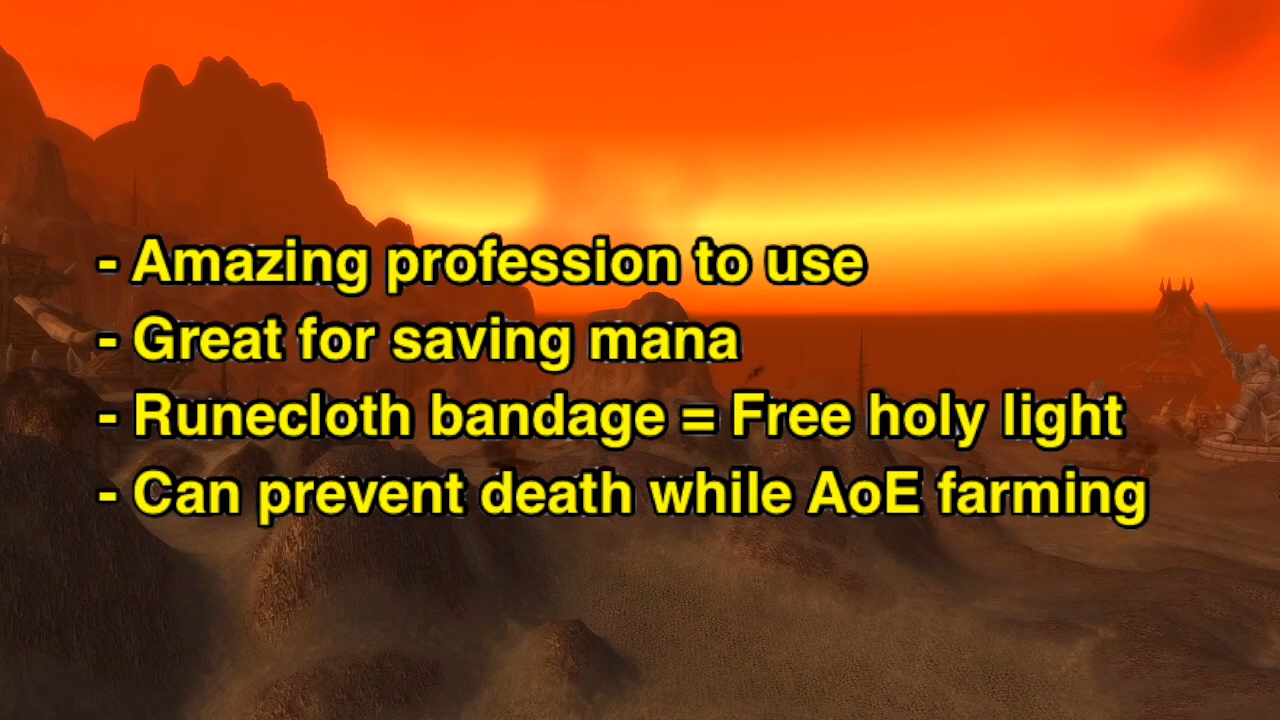 - Amazing profession to use
- Great for saving mana
- Runecloth bandage = Free holy light
- Can prevent death while AoE farming